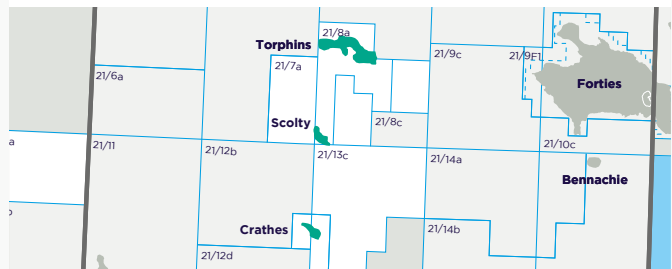 21/8a
Torphins
21/9c
21/9F1
21/7a
21/6a
Forties
Scolty
21/8c
a
21/11
21/12b
21/13c
21/14a
21/10c
Bennachie
Crathes
21/14b
21/12d